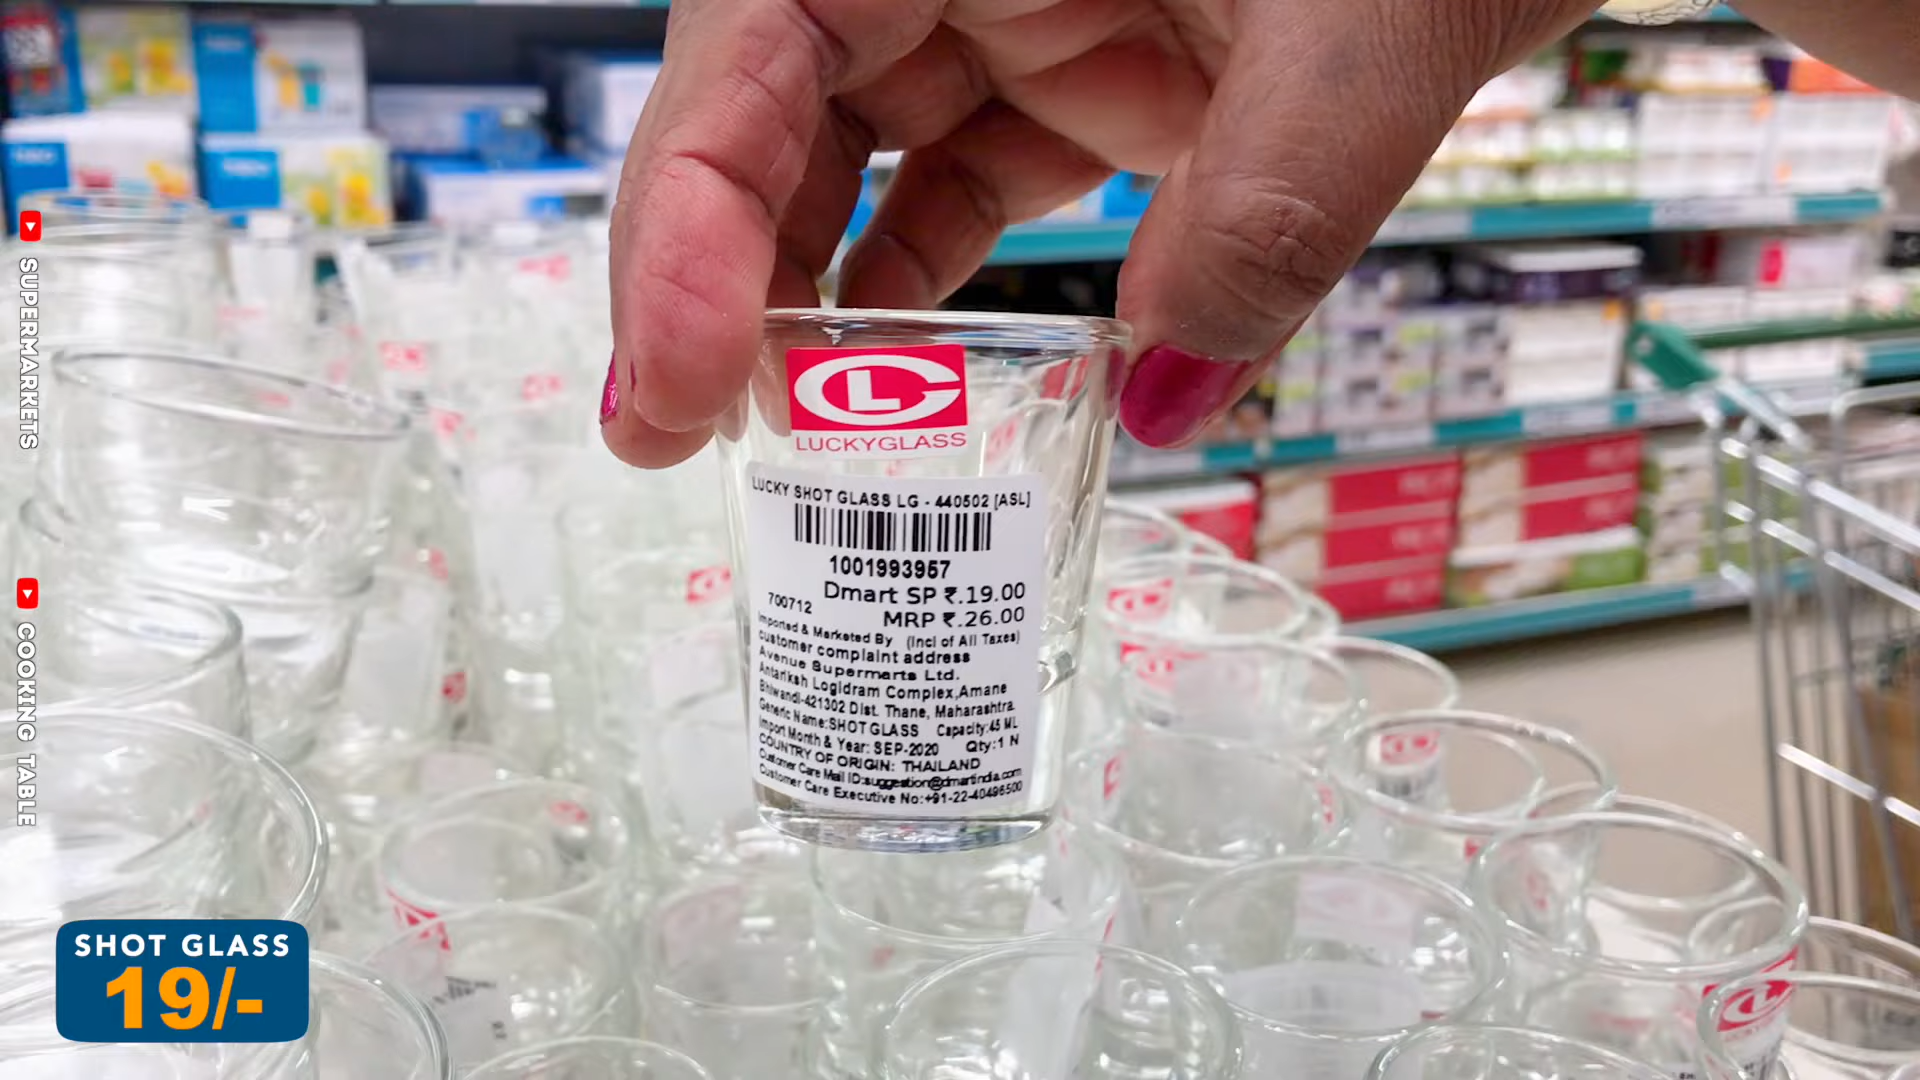 SUPERMARKETS
COOKING TABLE
LUCKYGLASS
LUCKY SHOT GLASS LG - 440502 [ASL]
1001993957
Dmart SP ₹.19.00
700712
MRP ₹.26.00
Imported & Marketed By (Incl of All Taxes)
customer complaint address
Avenue Supermarts Ltd.
Antariksh Logidram Complex,Amane
Bhiwandi-421302 Dist. Thane, Maharashtra.
Generic Name:SHOT GLASS Capacity:45 ML
Import Month & Year: SEP-2020 Qty:1 N
COUNTRY OF ORIGIN: THAILAND
Customer Care Mail ID:suggestion@dmartindia.com
Customer Care Executive No:+91-22-40496500
SHOT GLASS
19/-